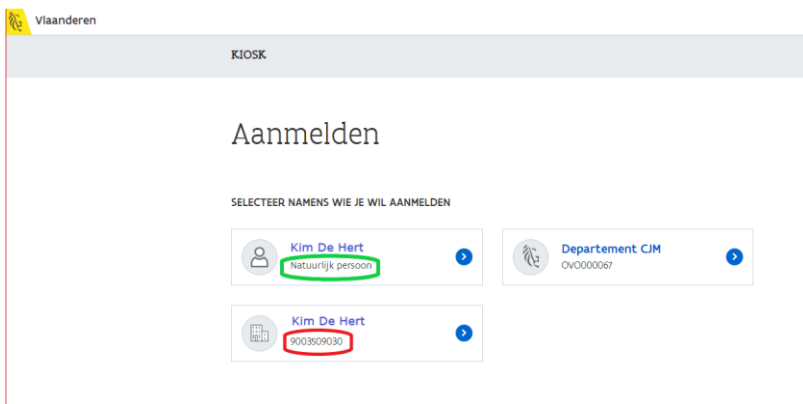 Vlaanderen
KIOSK
Aanmelden
SELECTEER NAMENS WIE JE WIL AANMELDEN
Kim De Hert
Natuurlijk persoon
Departement CJM
OVO000067
Kim De Hert
9003509030